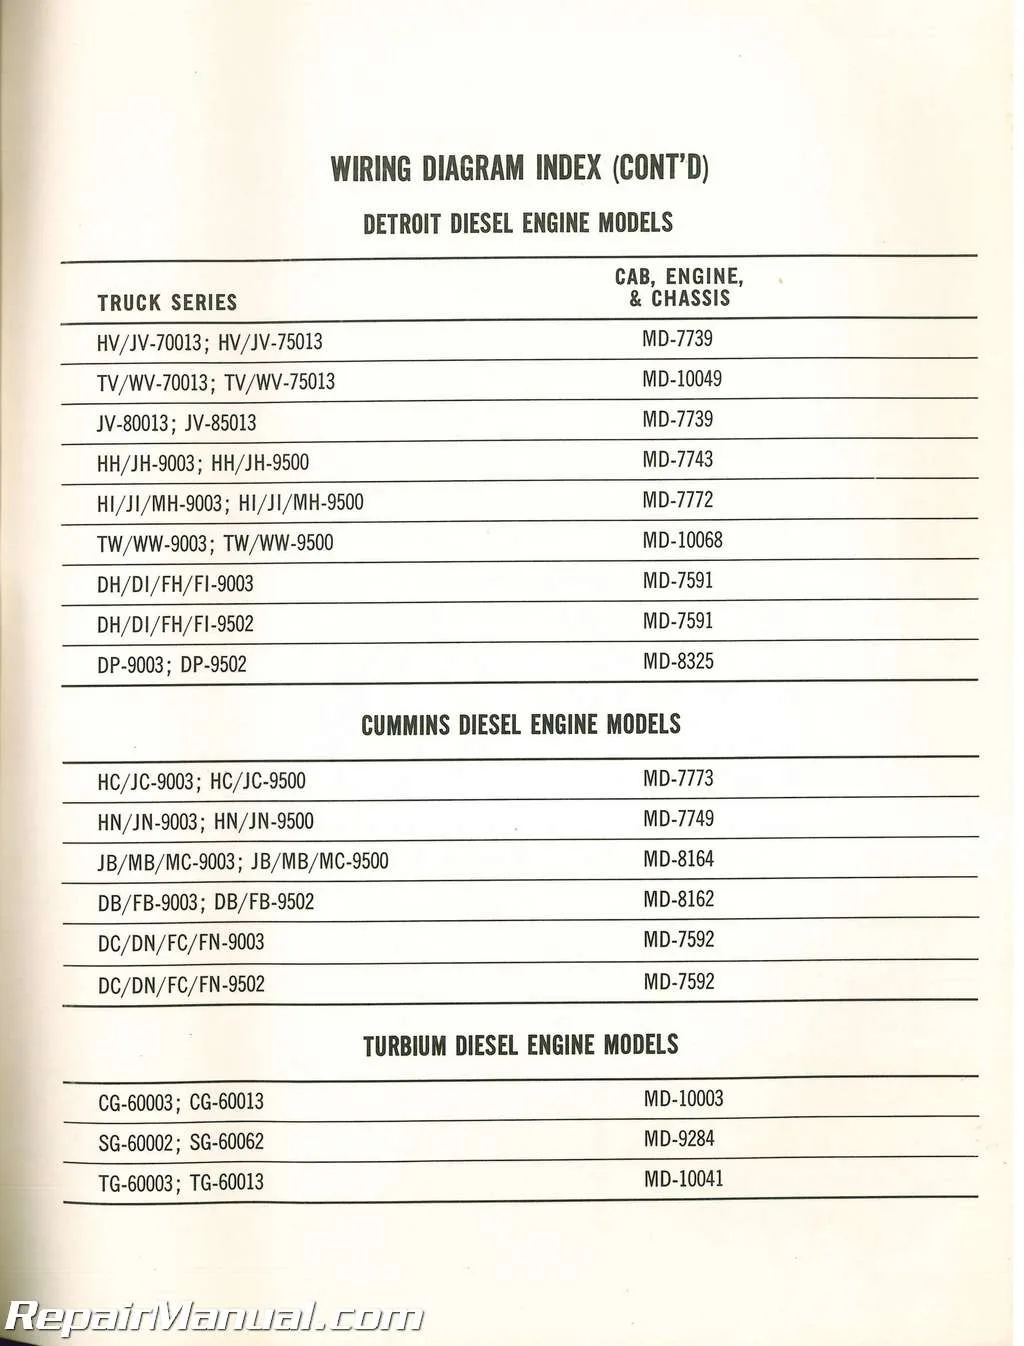 WIRING DIAGRAM INDEX (CONT'D)
DETROIT DIESEL ENGINE MODELS
TRUCK SERIES
CAB, ENGINE,
& CHASSIS
HV/JV-70013; HV/JV-75013 MD-7739
TV/WV-70013; TV/WV-75013 MD-10049
JV-80013; JV-85013 MD-7739
HH/JH-9003; HH/JH-9500 MD-7743
HI/JI/MH-9003; HI/JI/MH-9500 MD-7772
TW/WW-9003; TW/WW-9500 MD-10068
DH/DI/FH/FI-9003 MD-7591
DH/DI/FH/FI-9502 MD-7591
DP-9003; DP-9502 MD-8325
CUMMINS DIESEL ENGINE MODELS
HC/JC-9003; HC/JC-9500 MD-7773
HN/JN-9003; HN/JN-9500 MD-7749
JB/MB/MC-9003; JB/MB/MC-9500 MD-8164
DB/FB-9003; DB/FB-9502 MD-8162
DC/DN/FC/FN-9003 MD-7592
DC/DN/FC/FN-9502 MD-7592
TURBIUM DIESEL ENGINE MODELS
CG-60003; CG-60013 MD-10003
SG-60002; SG-60062 MD-9284
TG-60003; TG-60013 MD-10041
RepairManual.com